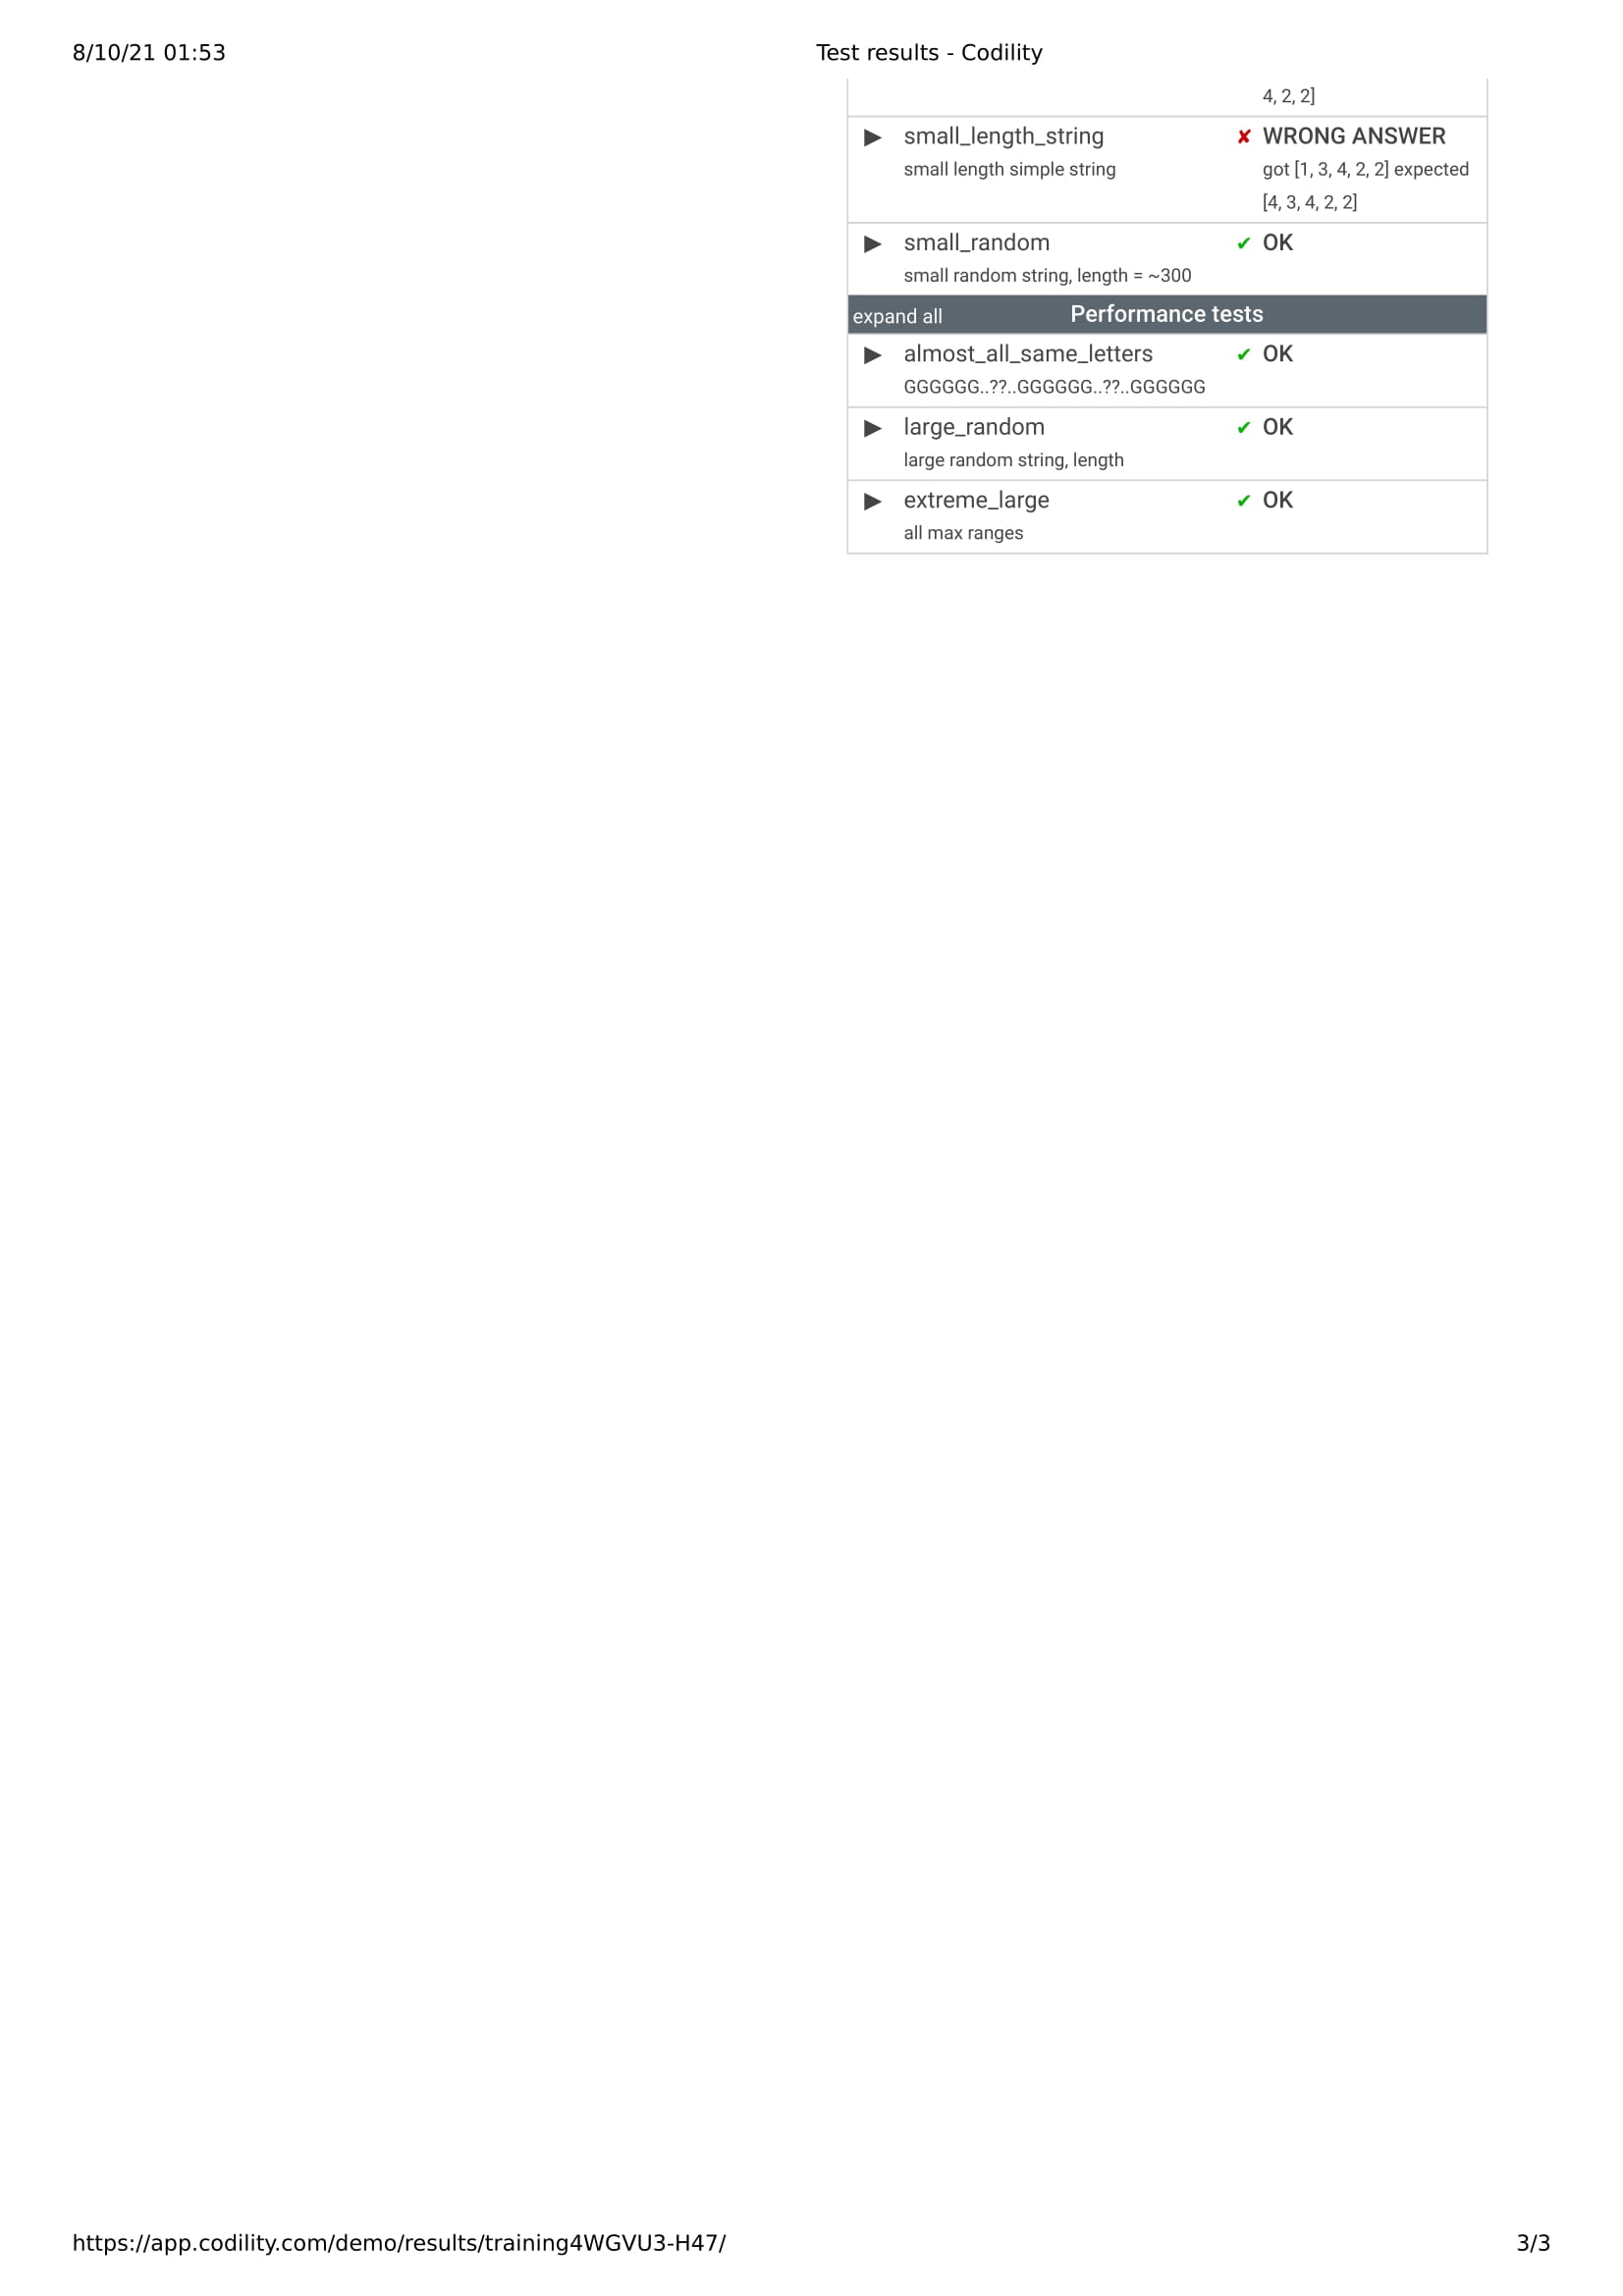 8/10/21 01:53
Test results - Codility
4, 2, 2]
▶ small_length_string ✘ WRONG ANSWER
small length simple string got [1, 3, 4, 2, 2] expected
[4, 3, 4, 2, 2]
▶ small_random ✔ OK
small random string, length = ~300
expand all Performance tests
▶ almost_all_same_letters ✔ OK
GGGGGG..??..GGGGGG..??..GGGGGG
▶ large_random ✔ OK
large random string, length
▶ extreme_large ✔ OK
all max ranges
https://app.codility.com/demo/results/training4WGVU3-H47/
3/3